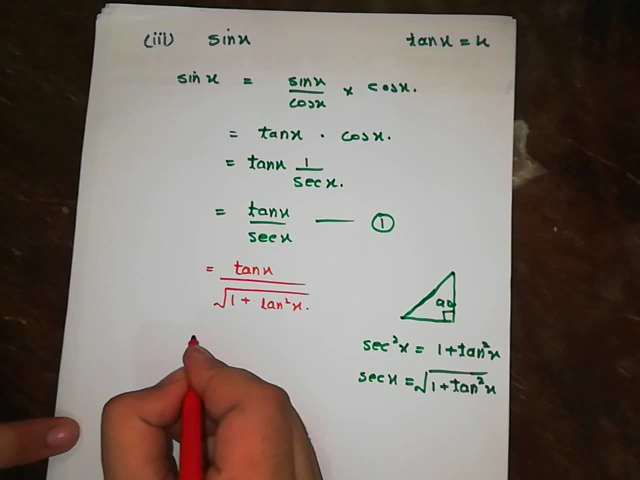 (iii) sinx tanx = k
sinx = sinx/cosx × cosx.
= tanx . cosx.
= tanx 1/secx.
= tanx/secx — ①
= tanx/√1 + tan²x.
90
sec²x = 1+tan²x
secx = √1+tan²x